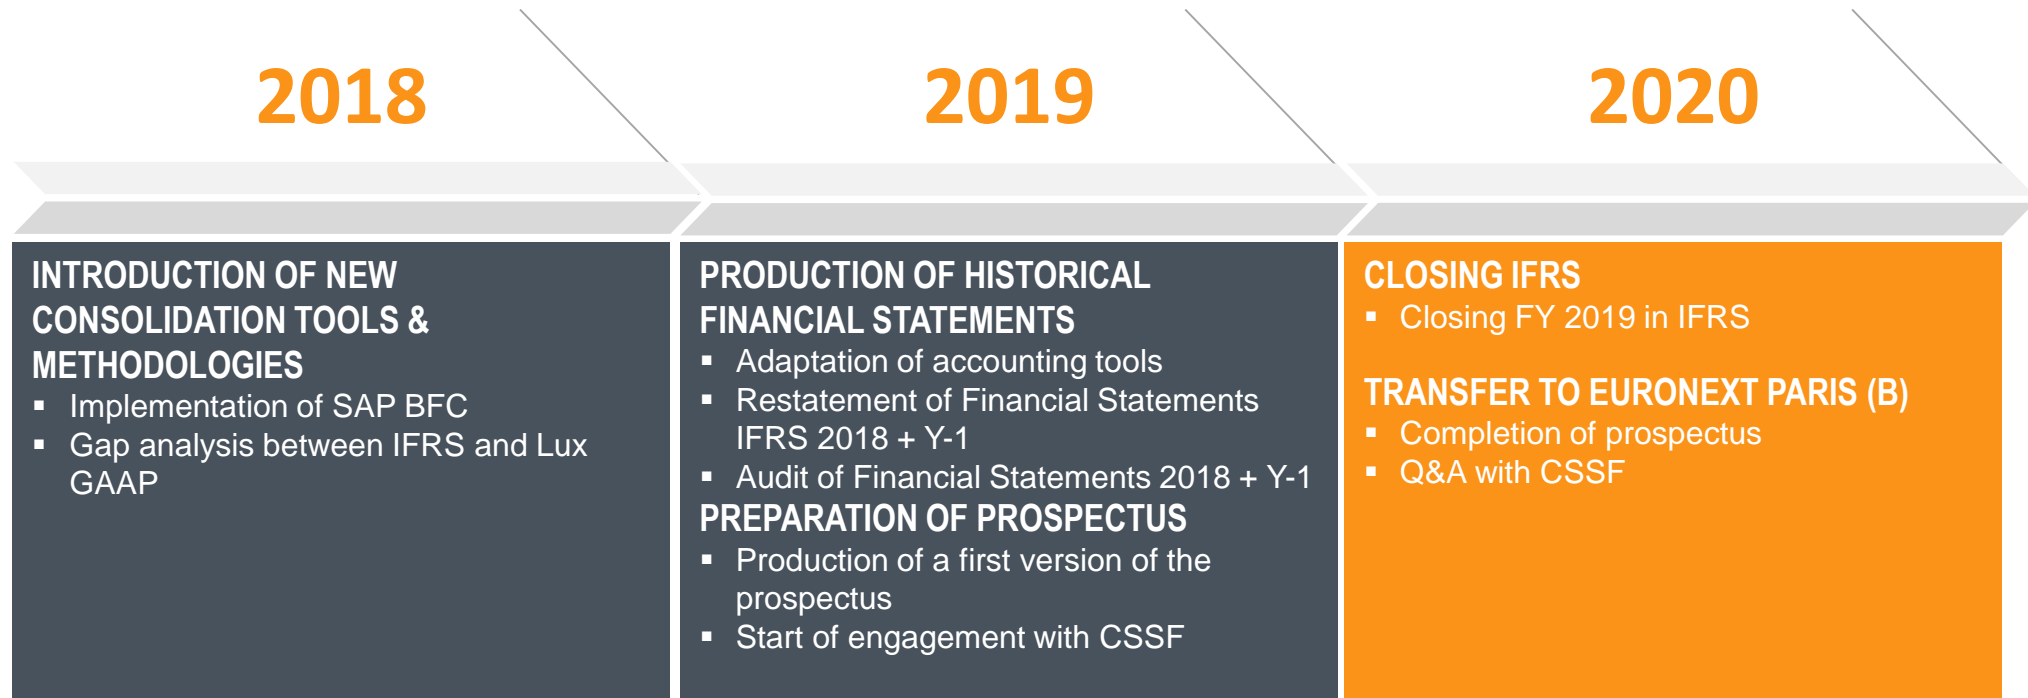 2018
INTRODUCTION OF NEW
CONSOLIDATION TOOLS &
METHODOLOGIES
▪ Implementation of SAP BFC
▪ Gap analysis between IFRS and Lux
GAAP
2019
PRODUCTION OF HISTORICAL
FINANCIAL STATEMENTS
▪ Adaptation of accounting tools
▪ Restatement of Financial Statements
IFRS 2018 + Y-1
▪ Audit of Financial Statements 2018 + Y-1
PREPARATION OF PROSPECTUS
▪ Production of a first version of the
prospectus
▪ Start of engagement with CSSF
2020
CLOSING IFRS
▪ Closing FY 2019 in IFRS
TRANSFER TO EURONEXT PARIS (B)
▪ Completion of prospectus
▪ Q&A with CSSF